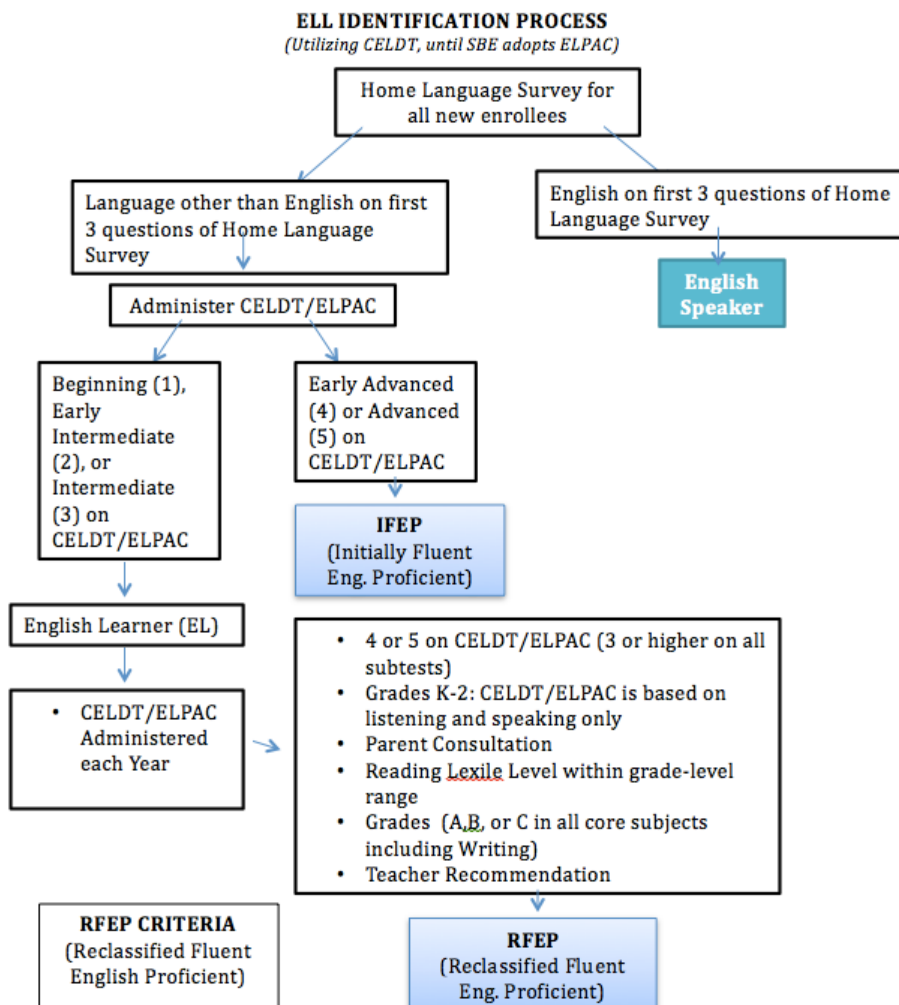 ELL IDENTIFICATION PROCESS
(Utilizing CELDT, until SBE adopts ELPAC)
Home Language Survey for
all new enrollees
Language other than English on first
3 questions of Home Language
Survey
English on first 3 questions of Home
Language Survey
English
Speaker
Administer CELDT/ELPAC
Beginning (1),
Early
Intermediate
(2), or
Intermediate
(3) on
CELDT/ELPAC
Early Advanced
(4) or Advanced
(5) on
CELDT/ELPAC
IFEP
(Initially Fluent
Eng. Proficient)
English Learner (EL)
• CELDT/ELPAC
Administered
each Year
• 4 or 5 on CELDT/ELPAC (3 or higher on all
subtests)
• Grades K-2: CELDT/ELPAC is based on
listening and speaking only
• Parent Consultation
• Reading Lexile Level within grade-level
range
• Grades (A,B, or C in all core subjects
including Writing)
• Teacher Recommendation
RFEP CRITERIA
(Reclassified Fluent
English Proficient)
RFEP
(Reclassified Fluent
Eng. Proficient)